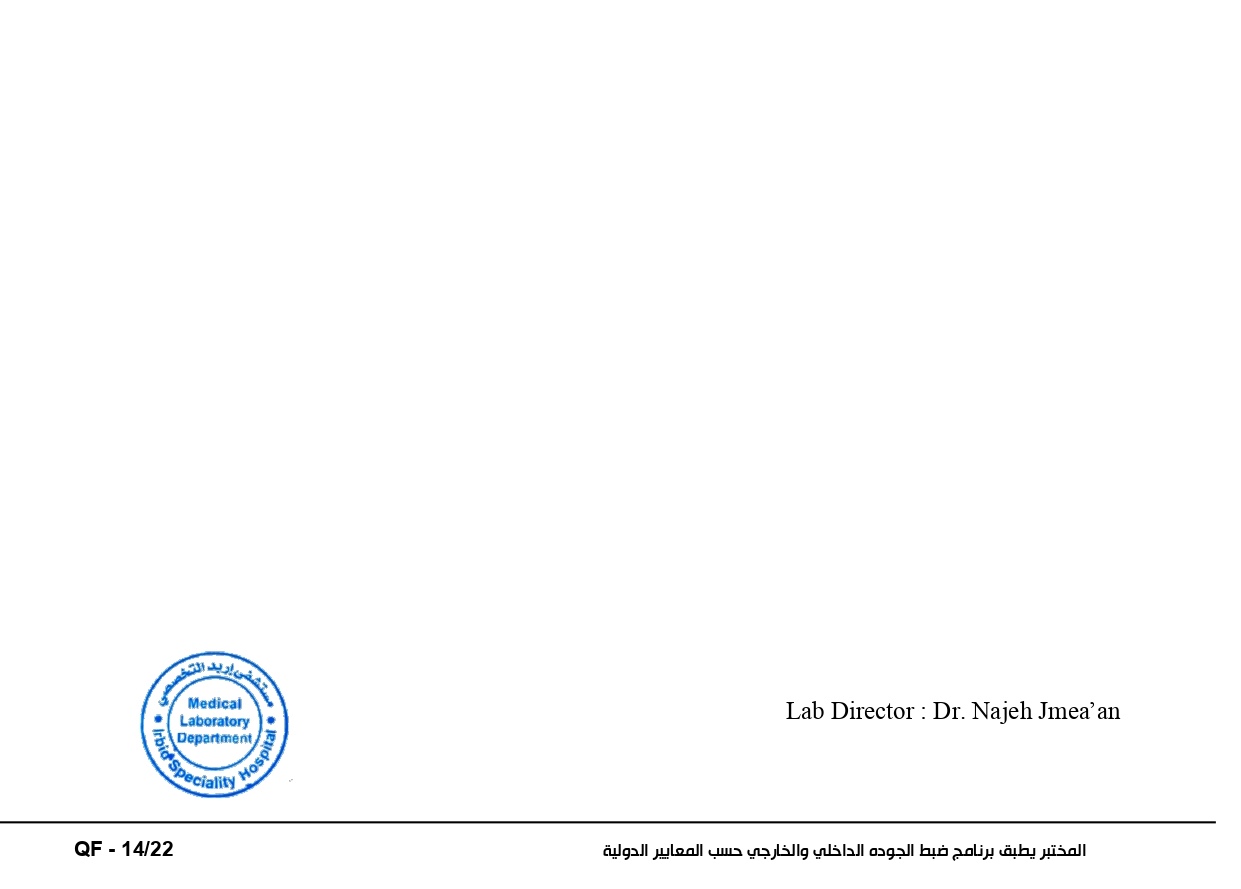 مستشفى إربد التخصصي
Medical
Laboratory
Department
Irbid Speciality Hospital
Lab Director : Dr. Najeh Jmea’an
QF - 14/22
المختبر يطبق برنامج ضبط الجوده الداخلي والخارجي حسب المعايير الدولية